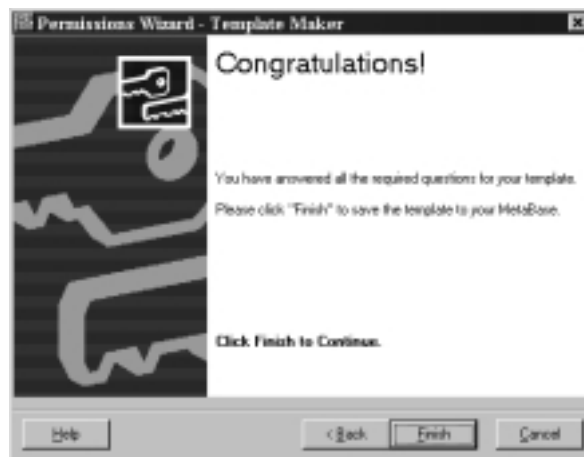 Permissions Wizard - Template Maker
Congratulations!
You have answered all the required questions for your template.
Please click "Finish" to save the template to your MetaBase.
Click Finish to Continue.
Help
< Back
Finish
Cancel